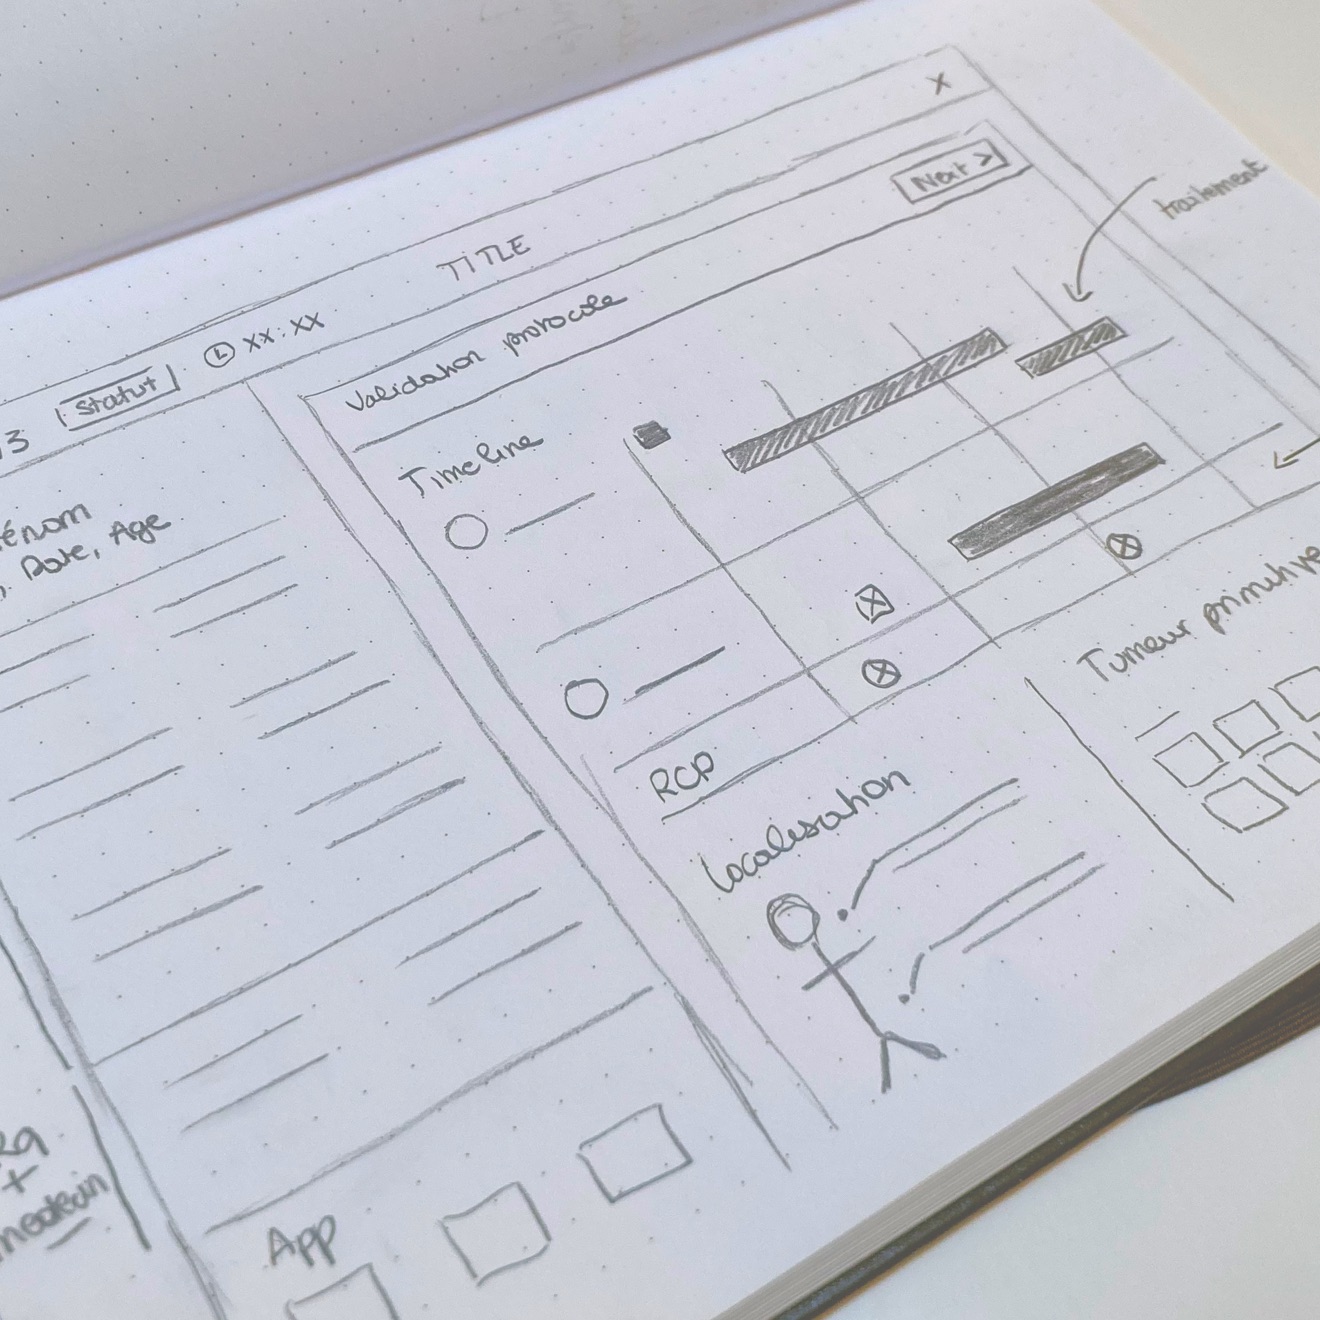 X
TITLE
Next >
traitement
/3 Statut XX:XX
Validation protocole
Timeline
énom
Date, Age
RCP
Localisation
Tumeur primitive
+
medecin
App